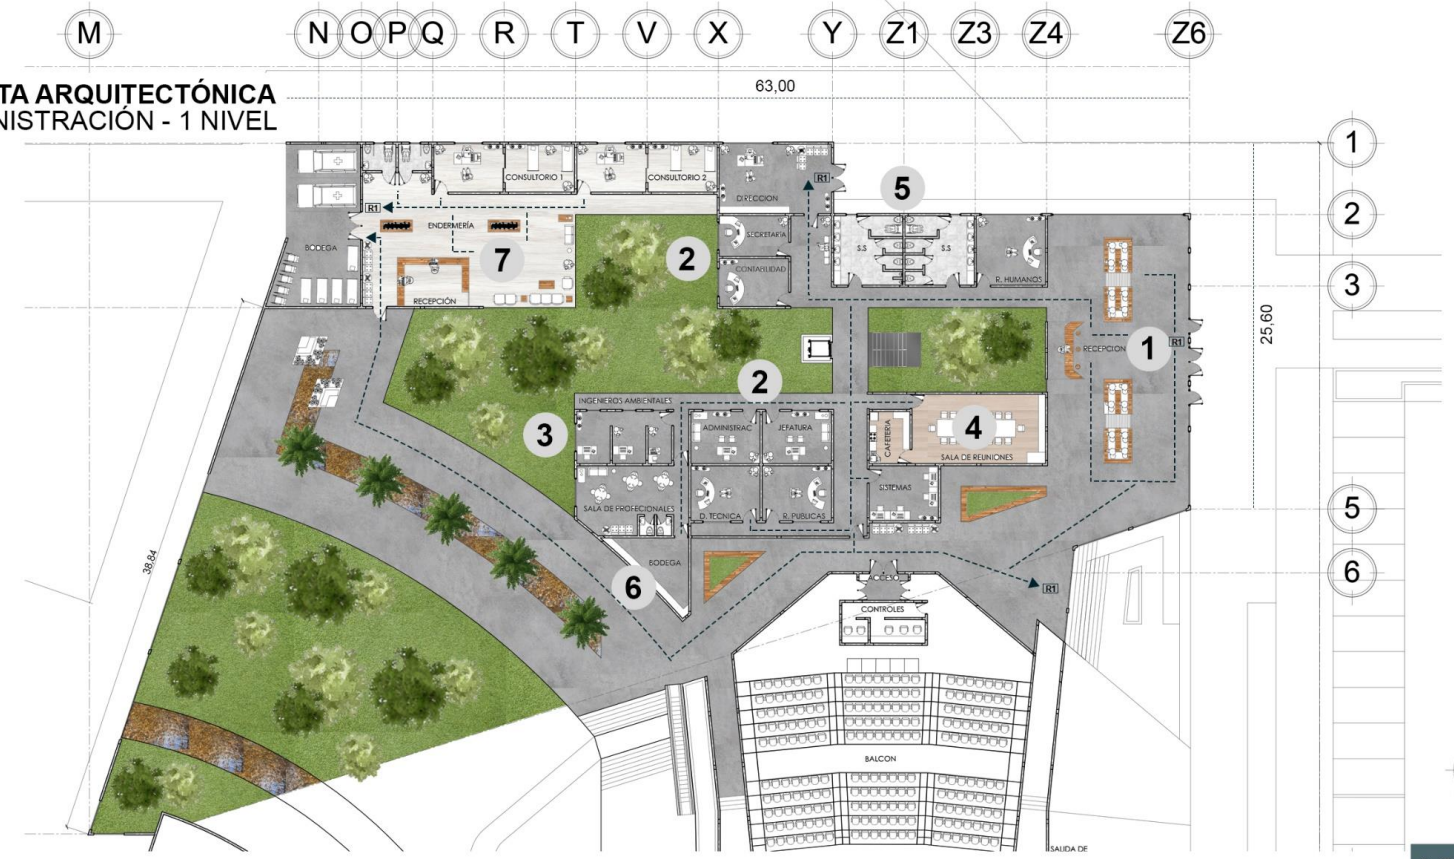 M N O P Q R T V X Y Z1 Z3 Z4 Z6
63,00
TA ARQUITECTÓNICA
NISTRACIÓN - 1 NIVEL
1
2
3
5
6
25,60
38,84
CONSULTORIO 1
CONSULTORIO 2
DIRECCION
R1
5
R1
ENDERMERÍA
BODEGA
7
2
SECRETARIA
CONTABILIDAD
S.S
S.S
R. HUMANOS
RECEPCIÓN
RECEPCION
1
R1
2
INGENIEROS AMBIENTALES
3
ADMINISTRAC
JEFATURA
CAFETERIA
4
SALA DE REUNIONES
SISTEMAS
SALA DE PROFECIONALES
D. TECNICA
R. PUBLICAS
BODEGA
6
R1
CONTROLES
BALCON
SALIDA DE